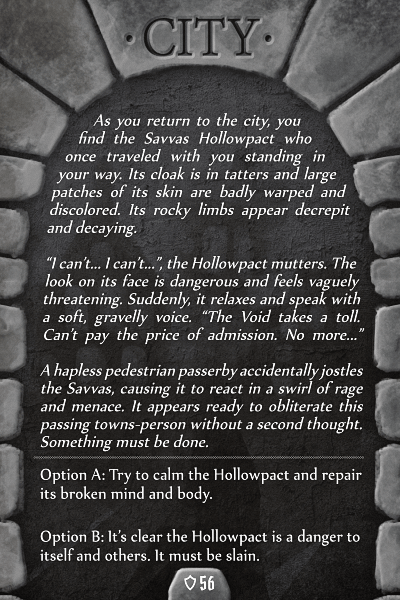 ·CITY·
As you return to the city, you
find the Savvas Hollowpact who
once traveled with you standing in
your way. Its cloak is in tatters and large
patches of its skin are badly warped and
discolored. Its rocky limbs appear decrepit
and decaying.
“I can’t... I can’t...”, the Hollowpact mutters. The
look on its face is dangerous and feels vaguely
threatening. Suddenly, it relaxes and speak with
a soft, gravelly voice. “The Void takes a toll.
Can’t pay the price of admission. No more...”
A hapless pedestrian passerby accidentally jostles
the Savvas, causing it to react in a swirl of rage
and menace. It appears ready to obliterate this
passing towns-person without a second thought.
Something must be done.
Option A: Try to calm the Hollowpact and repair
its broken mind and body.
Option B: It’s clear the Hollowpact is a danger to
itself and others. It must be slain.
56